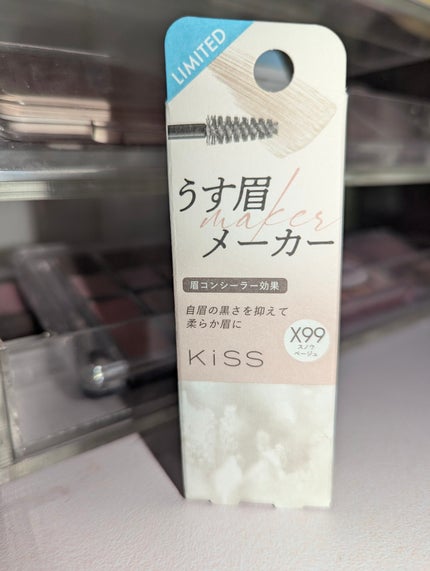 LIMITED
うす眉
maker
メーカー
眉コンシーラー効果
自眉の黒さを抑えて
柔らか眉に
X99
スノウ
ベージュ
KiSS